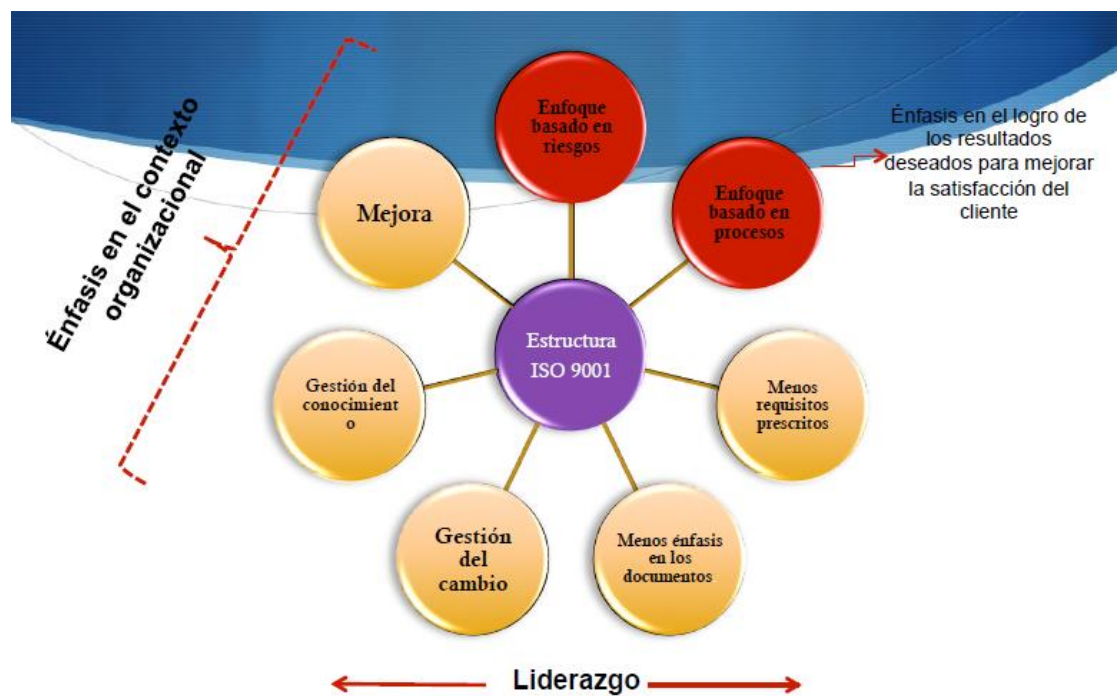 Énfasis en el contexto
organizacional
Enfoque
basado en
riesgos
Enfoque
basado en
procesos
Énfasis en el logro de
los resultados
deseados para mejorar
la satisfacción del
cliente
Mejora
Estructura
ISO 9001
Gestión del
conocimient
o
Menos
requisitos
prescritos
Gestión
del
cambio
Menos énfasis
en los
documentos
Liderazgo